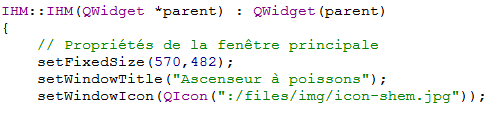 IHM::IHM(QWidget *parent) : QWidget(parent)
{
    // Propriétés de la fenêtre principale
    setFixedSize(570,482);
    setWindowTitle("Ascenseur à poissons");
    setWindowIcon(QIcon(":/files/img/icon-shem.jpg"));